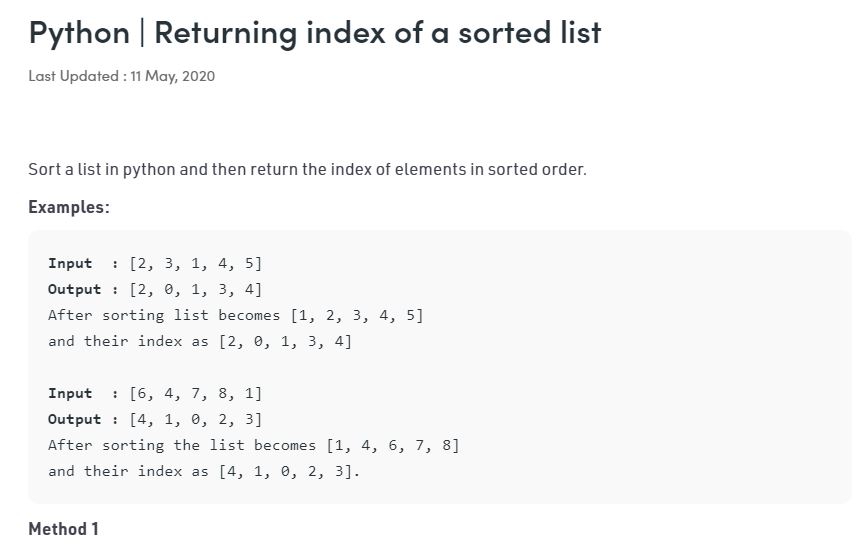 Python | Returning index of a sorted list
Last Updated : 11 May, 2020
Sort a list in python and then return the index of elements in sorted order.
Examples:
Input  : [2, 3, 1, 4, 5]
Output : [2, 0, 1, 3, 4]
After sorting list becomes [1, 2, 3, 4, 5]
and their index as [2, 0, 1, 3, 4]
Input  : [6, 4, 7, 8, 1]
Output : [4, 1, 0, 2, 3]
After sorting the list becomes [1, 4, 6, 7, 8]
and their index as [4, 1, 0, 2, 3].
Method 1